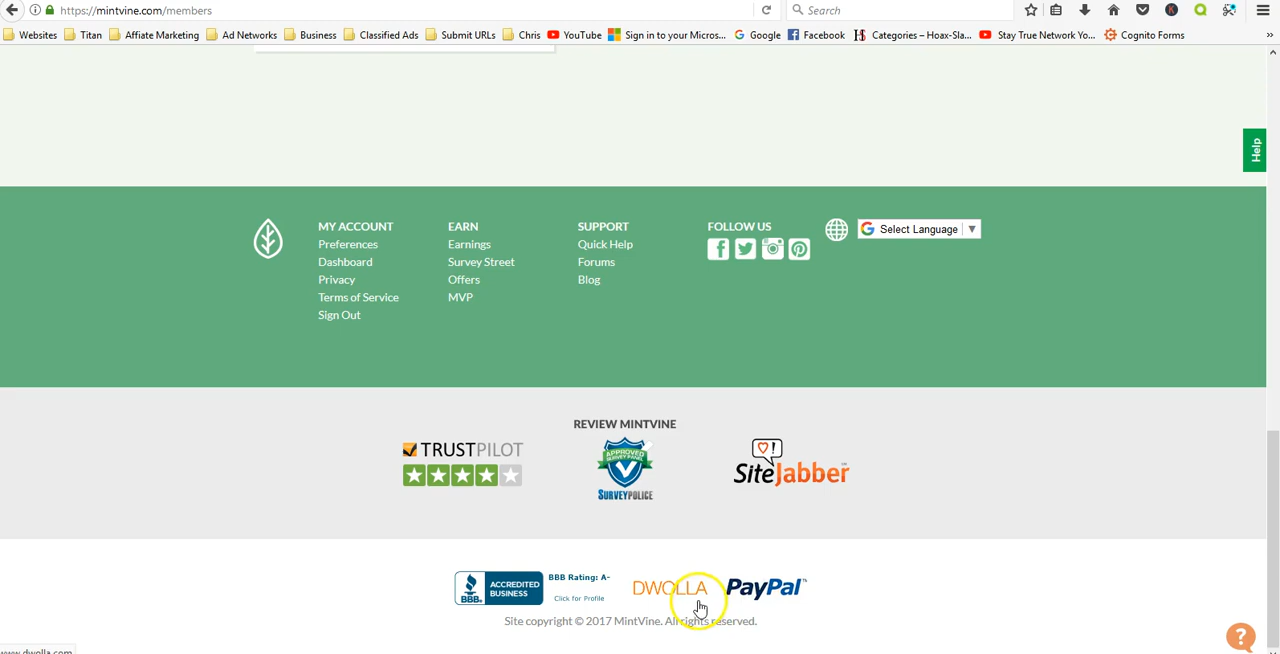 https://mintvine.com/members
Search
Websites Titan Affiate Marketing Ad Networks Business Classified Ads Submit URLs Chris YouTube Sign in to your Micros... Google Facebook Categories – Hoax-Sla... Stay True Network Yo... Cognito Forms »
Help
MY ACCOUNT
Preferences
Dashboard
Privacy
Terms of Service
Sign Out
EARN
Earnings
Survey Street
Offers
MVP
SUPPORT
Quick Help
Forums
Blog
FOLLOW US
G Select Language ▼
REVIEW MINTVINE
TRUSTPILOT
APPROVED
SURVEY PANEL
SURVEYPOLICE
SiteJabber
BBB.
ACCREDITED
BUSINESS
BBB Rating: A-
Click for Profile
DWOLLA
PayPal™
Site copyright © 2017 MintVine. All rights reserved.
www.dwolla.com
?